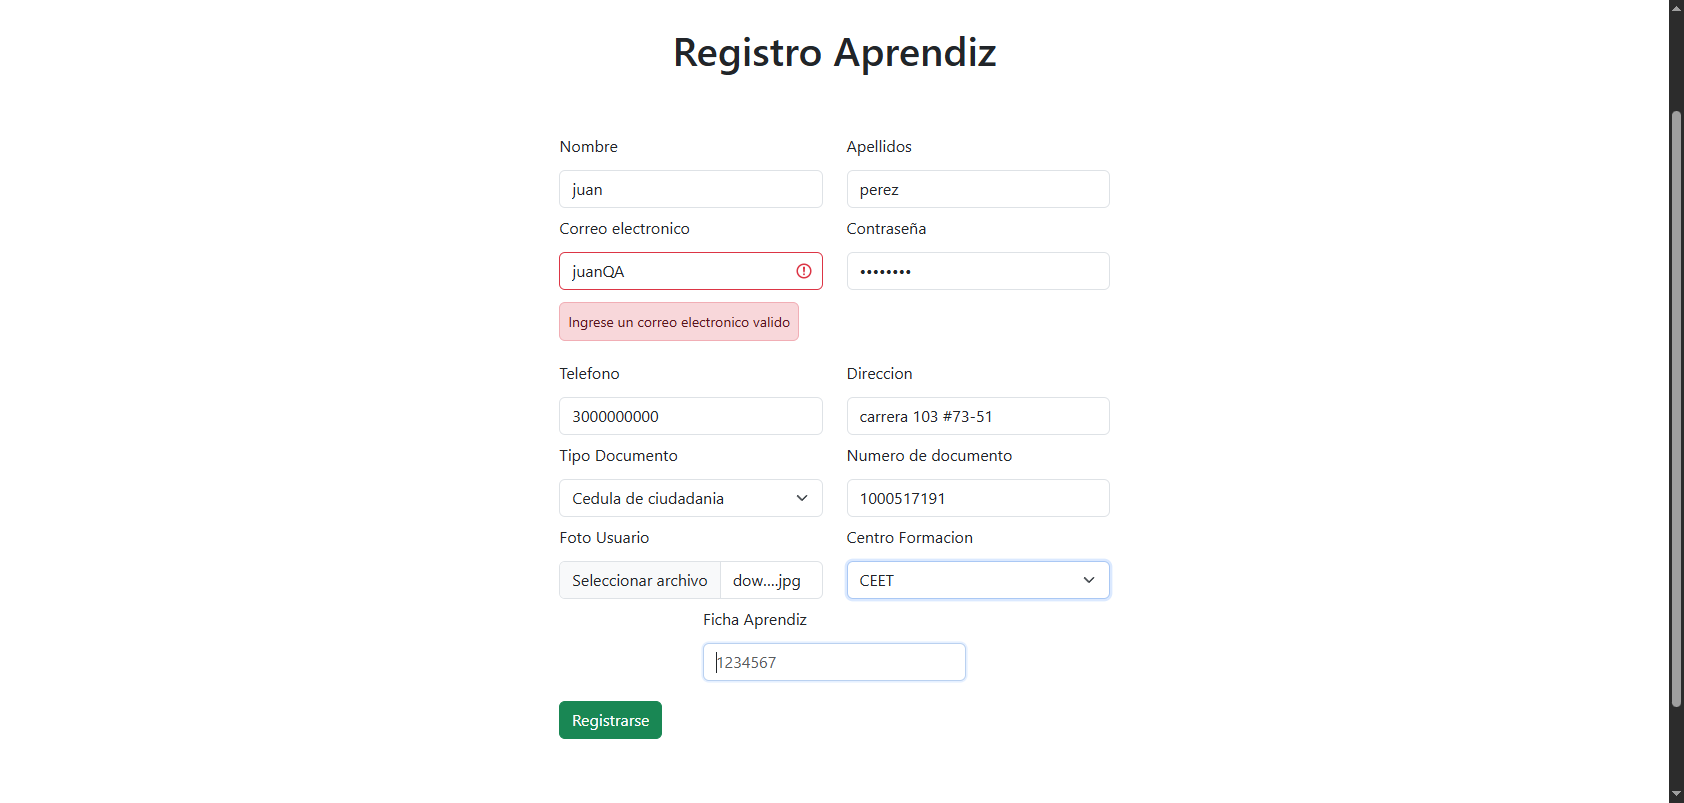 Registro Aprendiz
Nombre
Apellidos
juan
perez
Correo electronico
Contraseña
juanQA
••••••••
Ingrese un correo electronico valido
Telefono
Direccion
3000000000
carrera 103 #73-51
Tipo Documento
Numero de documento
Cedula de ciudadania
1000517191
Foto Usuario
Centro Formacion
Seleccionar archivo
dow....jpg
CEET
Ficha Aprendiz
1234567
Registrarse